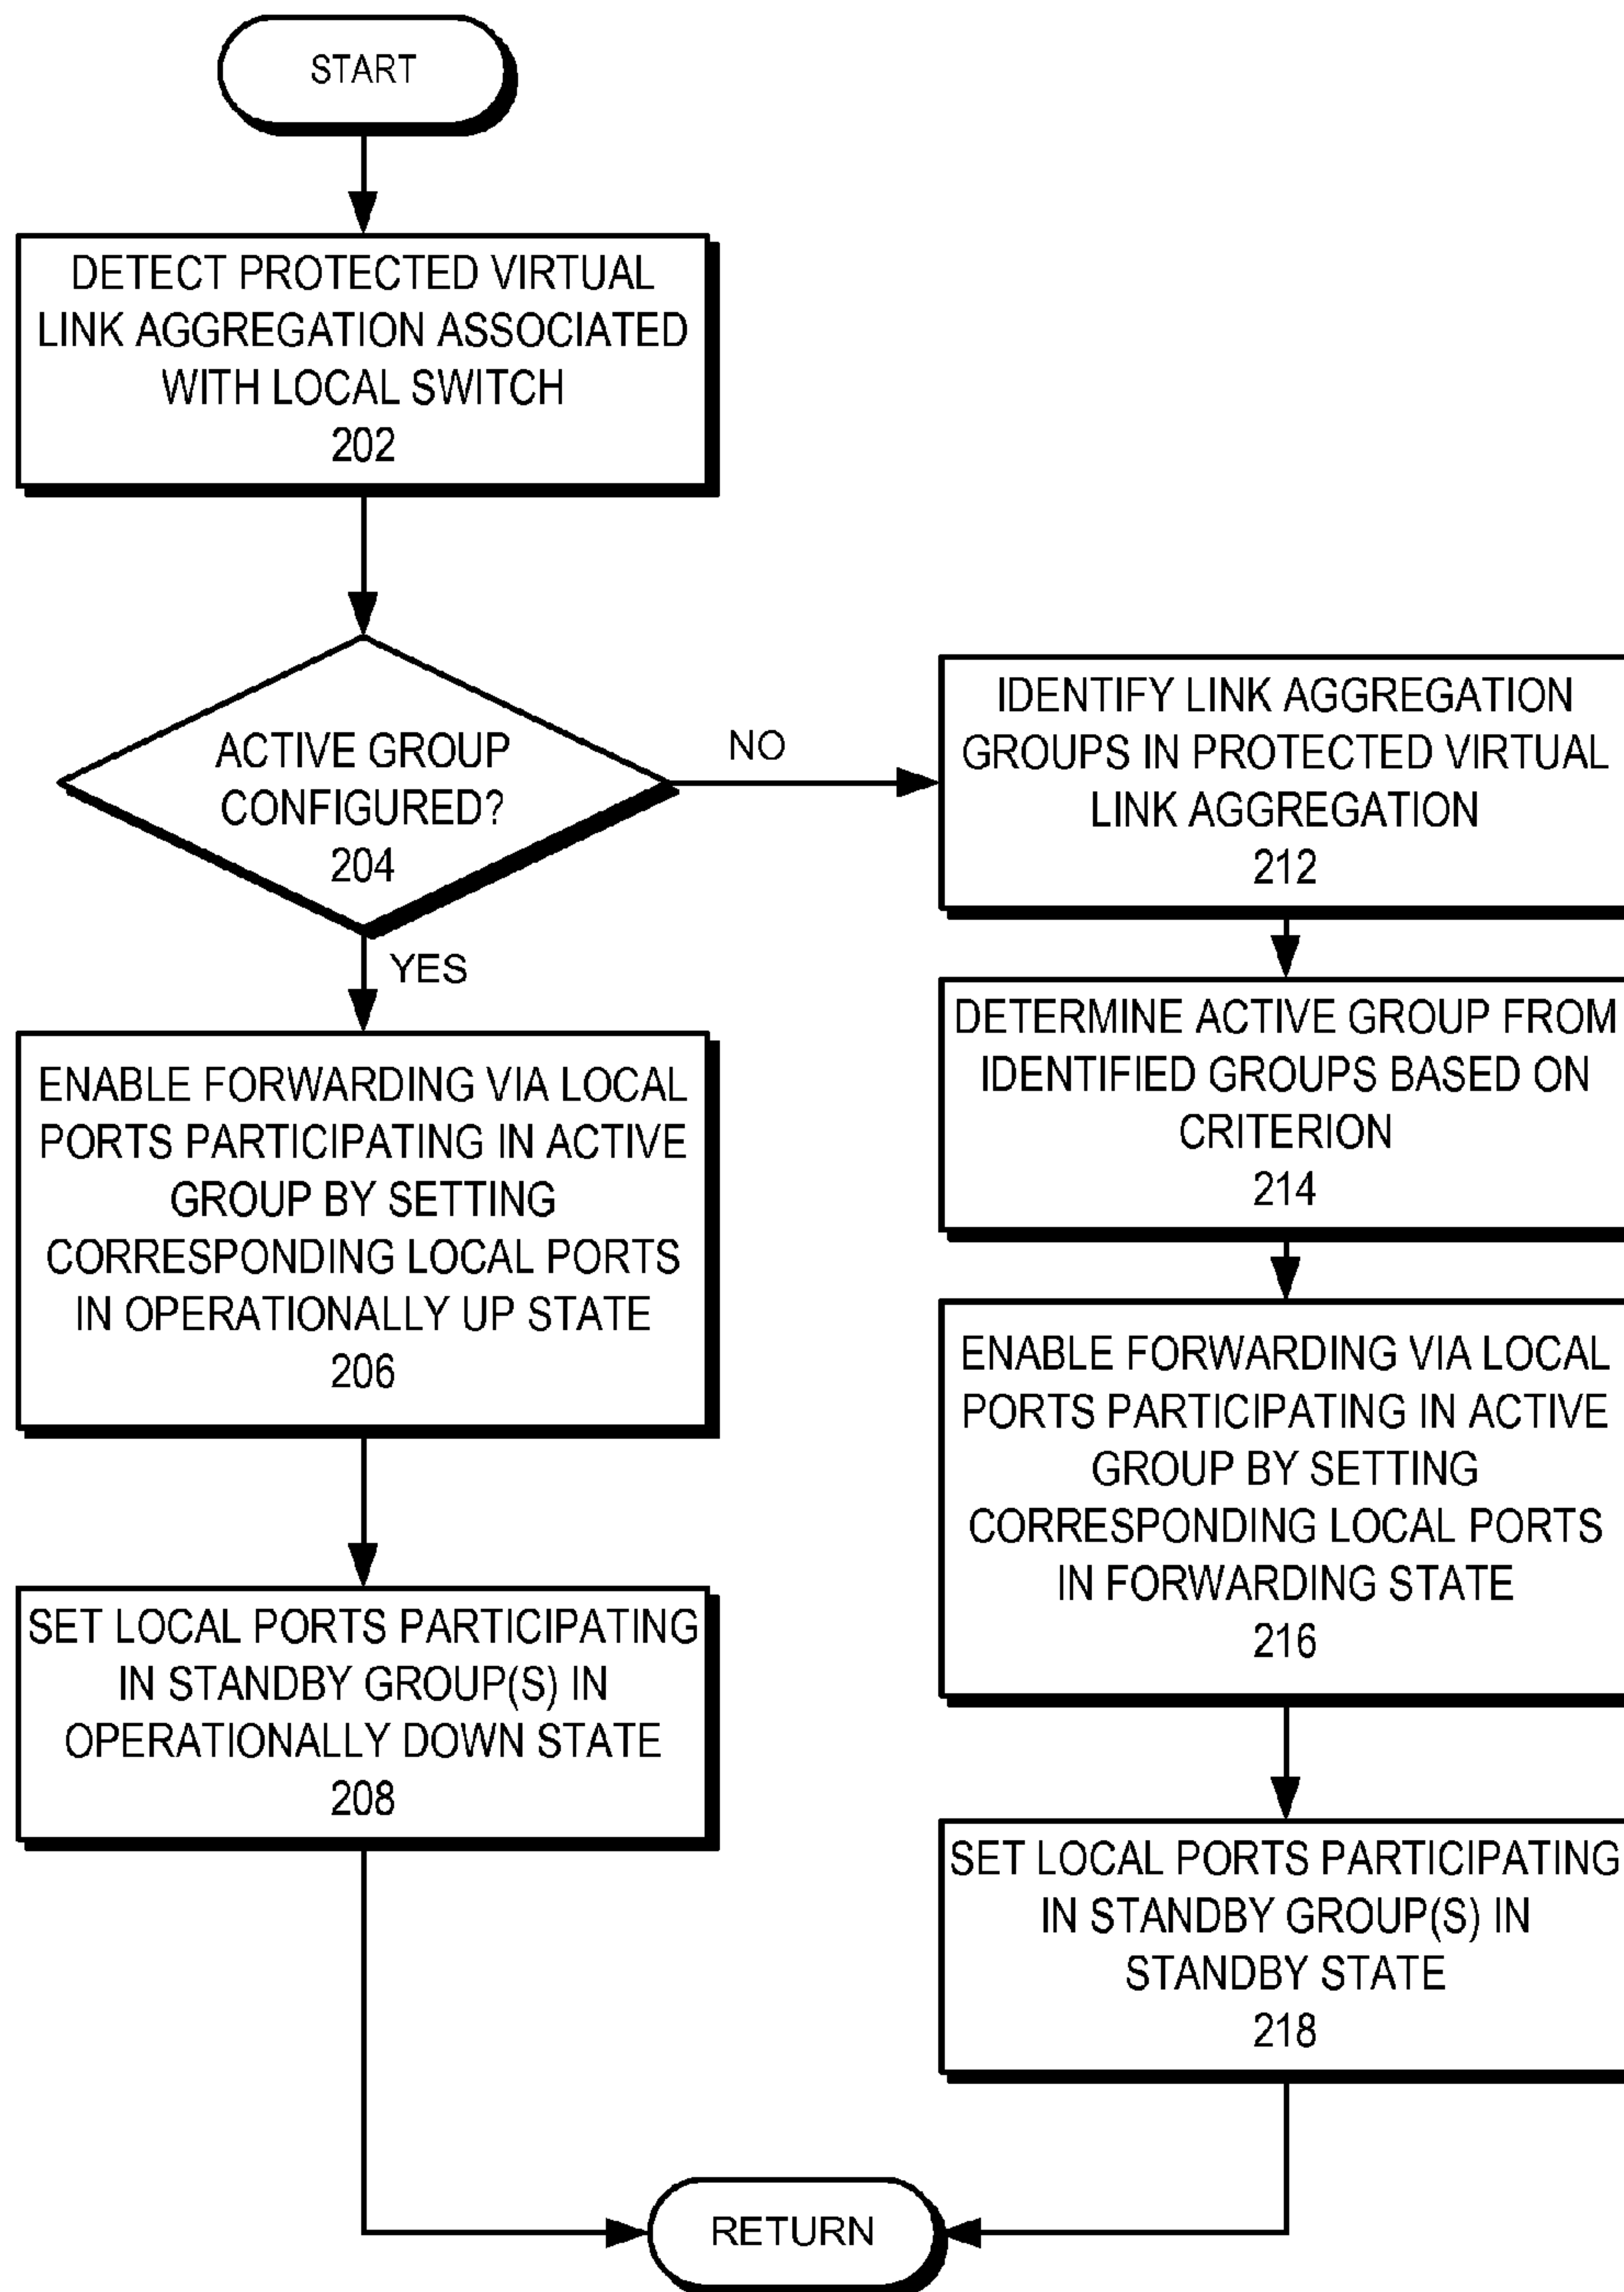 START
DETECT PROTECTED VIRTUAL
LINK AGGREGATION ASSOCIATED
WITH LOCAL SWITCH
202
ACTIVE GROUP
CONFIGURED?
204
NO
YES
ENABLE FORWARDING VIA LOCAL
PORTS PARTICIPATING IN ACTIVE
GROUP BY SETTING
CORRESPONDING LOCAL PORTS
IN OPERATIONALLY UP STATE
206
SET LOCAL PORTS PARTICIPATING
IN STANDBY GROUP(S) IN
OPERATIONALLY DOWN STATE
208
IDENTIFY LINK AGGREGATION
GROUPS IN PROTECTED VIRTUAL
LINK AGGREGATION
212
DETERMINE ACTIVE GROUP FROM
IDENTIFIED GROUPS BASED ON
CRITERION
214
ENABLE FORWARDING VIA LOCAL
PORTS PARTICIPATING IN ACTIVE
GROUP BY SETTING
CORRESPONDING LOCAL PORTS
IN FORWARDING STATE
216
SET LOCAL PORTS PARTICIPATING
IN STANDBY GROUP(S) IN
STANDBY STATE
218
RETURN